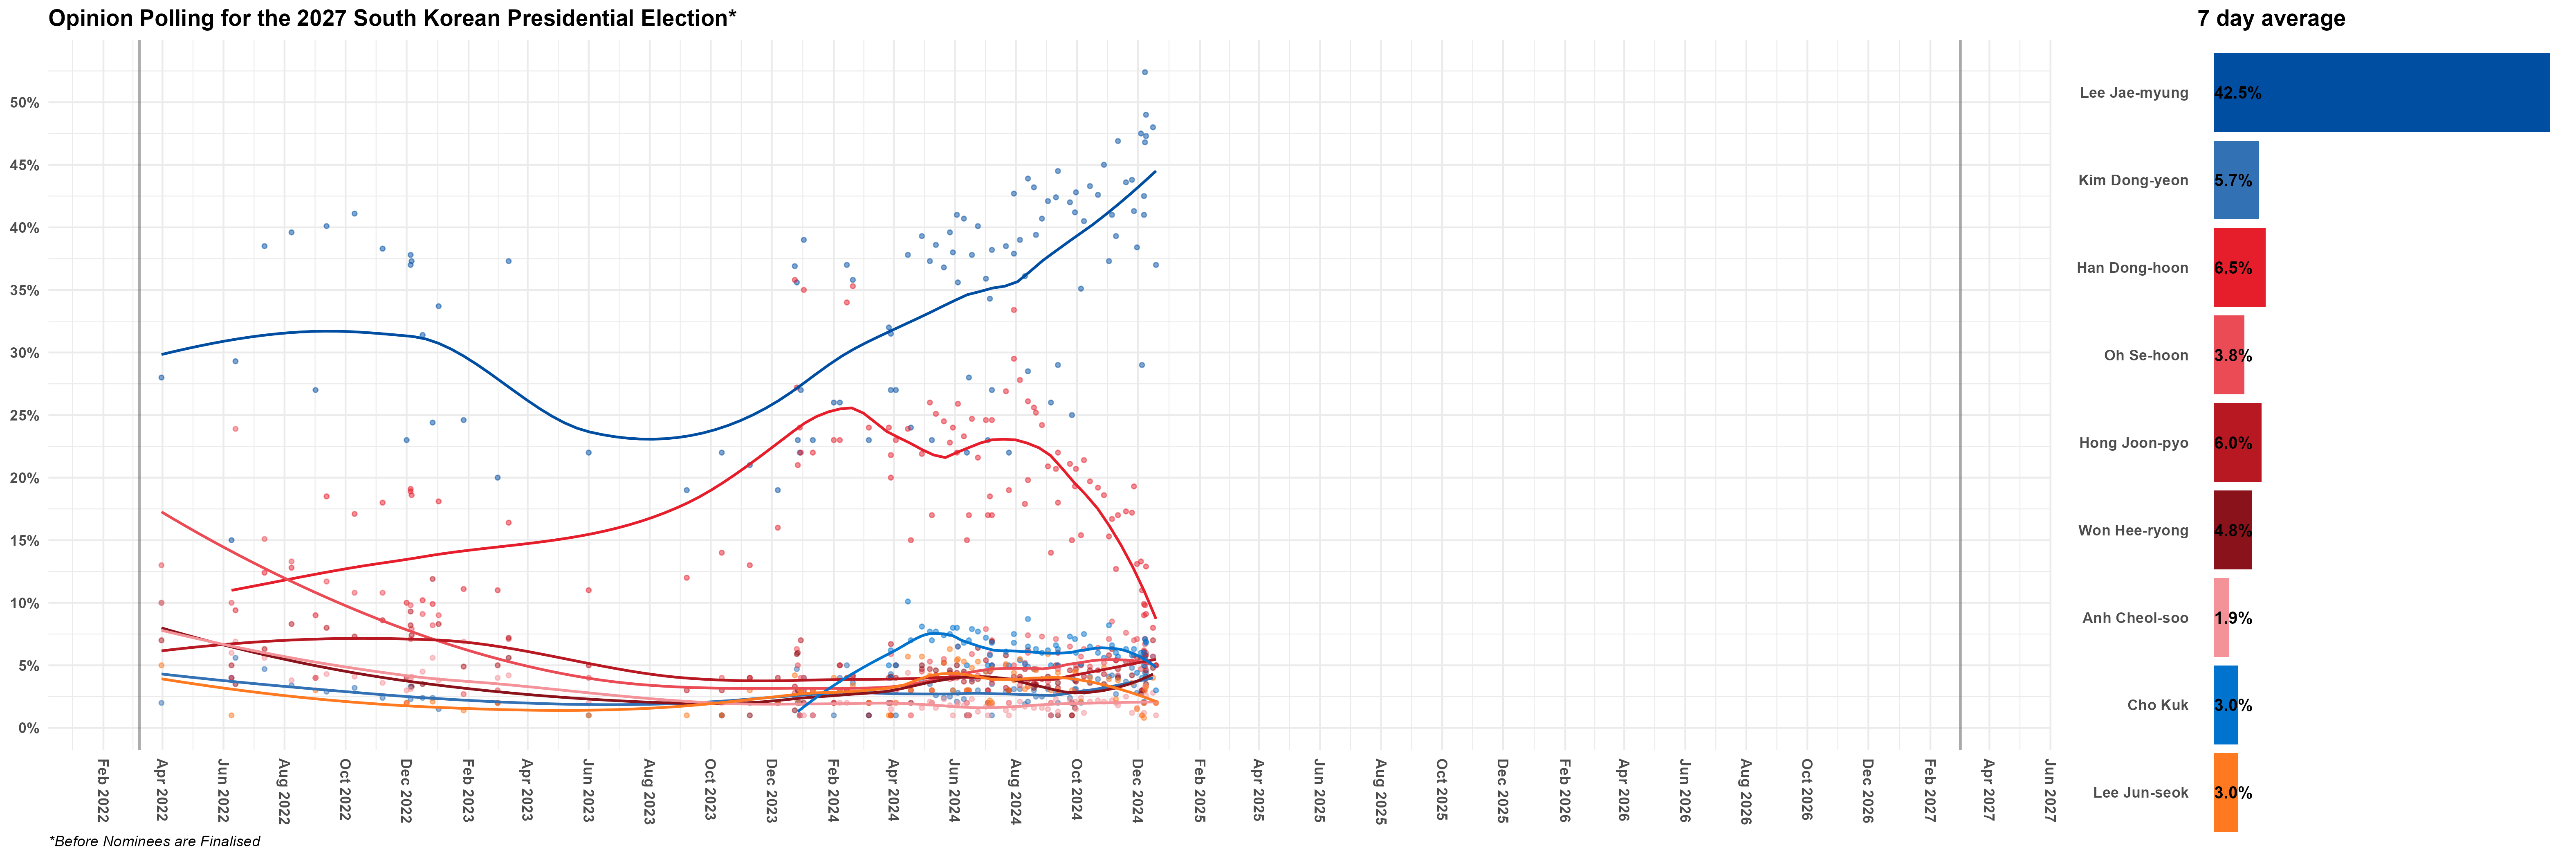 Opinion Polling for the 2027 South Korean Presidential Election*
7 day average
50%
45%
40%
35%
30%
25%
20%
15%
10%
5%
0%
Feb 2022
Apr 2022
Jun 2022
Aug 2022
Oct 2022
Dec 2022
Feb 2023
Apr 2023
Jun 2023
Aug 2023
Oct 2023
Dec 2023
Feb 2024
Apr 2024
Jun 2024
Aug 2024
Oct 2024
Dec 2024
Feb 2025
Apr 2025
Jun 2025
Aug 2025
Oct 2025
Dec 2025
Feb 2026
Apr 2026
Jun 2026
Aug 2026
Oct 2026
Dec 2026
Feb 2027
Apr 2027
Jun 2027
*Before Nominees are Finalised
Lee Jae-myung 42.5%
Kim Dong-yeon 5.7%
Han Dong-hoon 6.5%
Oh Se-hoon 3.8%
Hong Joon-pyo 6.0%
Won Hee-ryong 4.8%
Anh Cheol-soo 1.9%
Cho Kuk 3.0%
Lee Jun-seok 3.0%